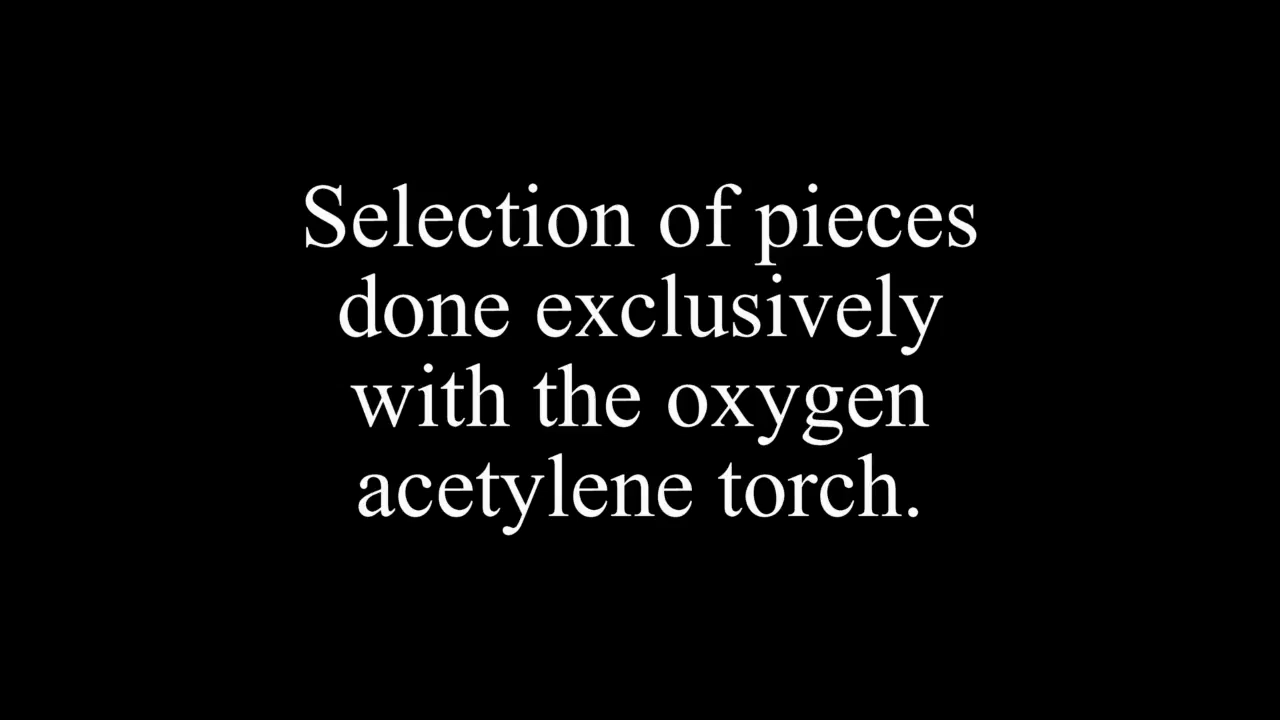 Selection of pieces
done exclusively
with the oxygen
acetylene torch.